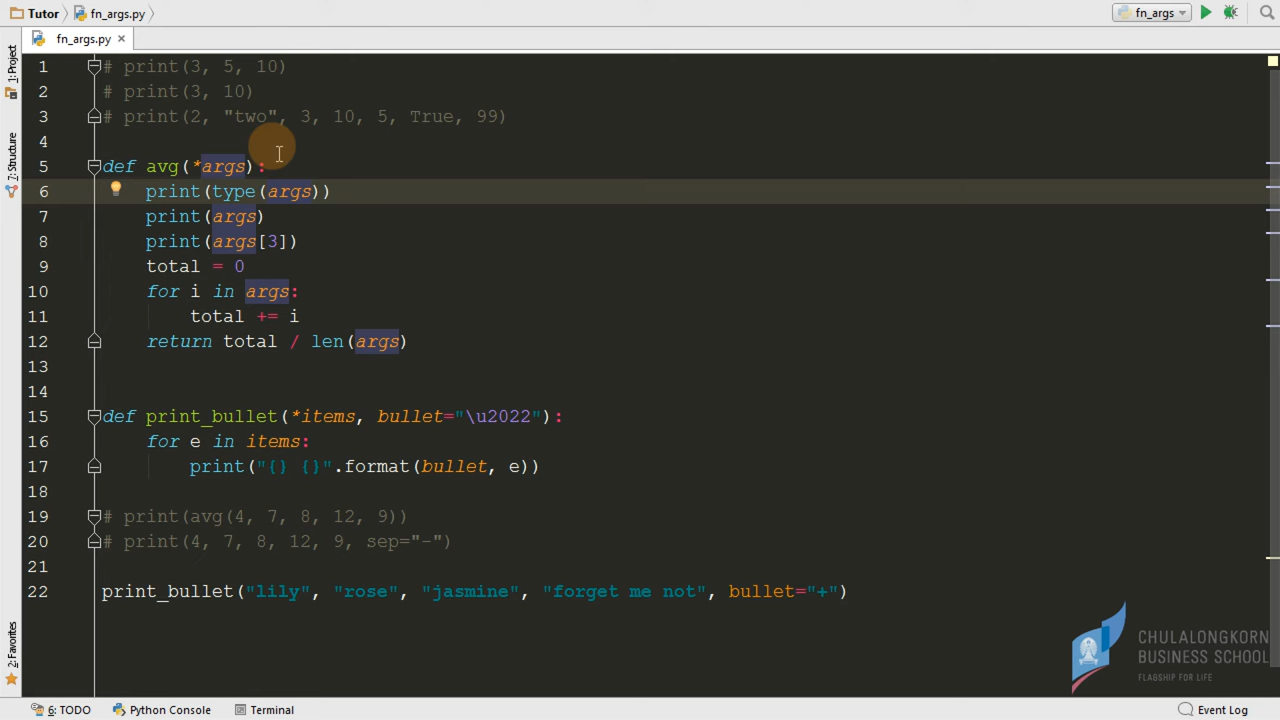 Tutor fn_args.py fn_args
fn_args.py ×
1 # print(3, 5, 10)
2 # print(3, 10)
3 # print(2, "two", 3, 10, 5, True, 99)
4
5 def avg(*args):
6     print(type(args))
7     print(args)
8     print(args[3])
9     total = 0
10     for i in args:
11         total += i
12     return total / len(args)
13
14
15 def print_bullet(*items, bullet="\u2022"):
16     for e in items:
17         print("{} {}".format(bullet, e))
18
19 # print(avg(4, 7, 8, 12, 9))
20 # print(4, 7, 8, 12, 9, sep="-")
21
22 print_bullet("lily", "rose", "jasmine", "forget me not", bullet="+")
1: Project
7: Structure
2: Favorites
CHULALONGKORN
BUSINESS SCHOOL
FLAGSHIP FOR LIFE
6: TODO Python Console Terminal Event Log